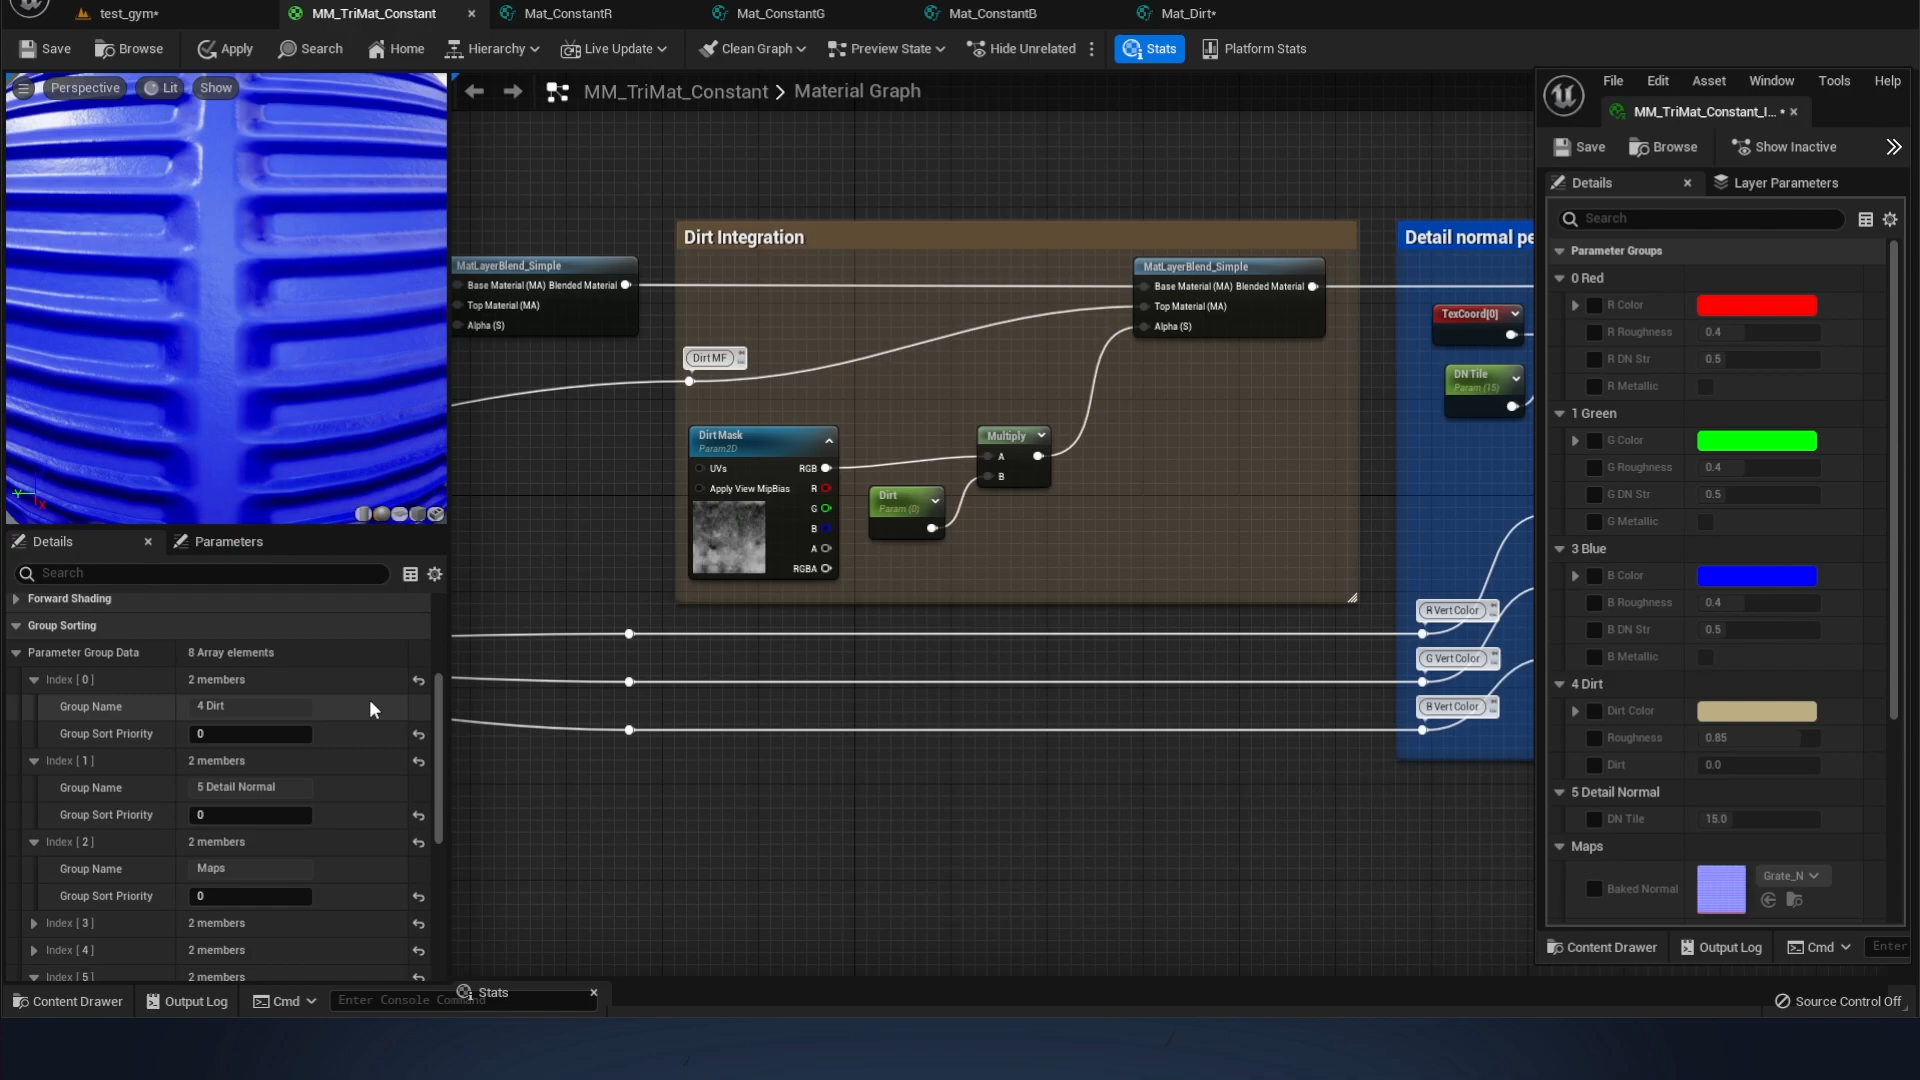 test_gym*
MM_TriMat_Constant
Mat_ConstantR
Mat_ConstantG
Mat_ConstantB
Mat_Dirt*
Save
Browse
Apply
Search
Home
Hierarchy
Live Update
Clean Graph
Preview State
Hide Unrelated
Stats
Platform Stats
Perspective
Lit
Show
MM_TriMat_Constant > Material Graph
MatLayerBlend_Simple
Base Material (MA) Blended Material
Top Material (MA)
Alpha (S)
Dirt Integration
MatLayerBlend_Simple
Base Material (MA) Blended Material
Top Material (MA)
Alpha (S)
Dirt MF
Dirt Mask
Param2D
UVs
RGB
Apply View MipBias
R
G
B
A
RGBA
Dirt
Param (0)
Multiply
A
B
Detail normal pe
TexCoord[0]
DN Tile
Param (15)
R Vert Color
G Vert Color
B Vert Color
Y
X
Details
Parameters
Search
Forward Shading
Group Sorting
Parameter Group Data 8 Array elements
Index [ 0 ] 2 members
Group Name 4 Dirt
Group Sort Priority 0
Index [ 1 ] 2 members
Group Name 5 Detail Normal
Group Sort Priority 0
Index [ 2 ] 2 members
Group Name Maps
Group Sort Priority 0
Index [ 3 ] 2 members
Index [ 4 ] 2 members
Index [ 5 ] 2 members
Content Drawer
Output Log
Cmd
Enter Console Command
Stats
Source Control Off
File Edit Asset Window Tools Help
MM_TriMat_Constant_I... •
Save
Browse
Show Inactive
Details
Layer Parameters
Search
Parameter Groups
0 Red
R Color
R Roughness 0.4
R DN Str 0.5
R Metallic
1 Green
G Color
G Roughness 0.4
G DN Str 0.5
G Metallic
3 Blue
B Color
B Roughness 0.4
B DN Str 0.5
B Metallic
4 Dirt
Dirt Color
Roughness 0.85
Dirt 0.0
5 Detail Normal
DN Tile 15.0
Maps
Baked Normal
Grate_N
Content Drawer
Output Log
Cmd
Enter